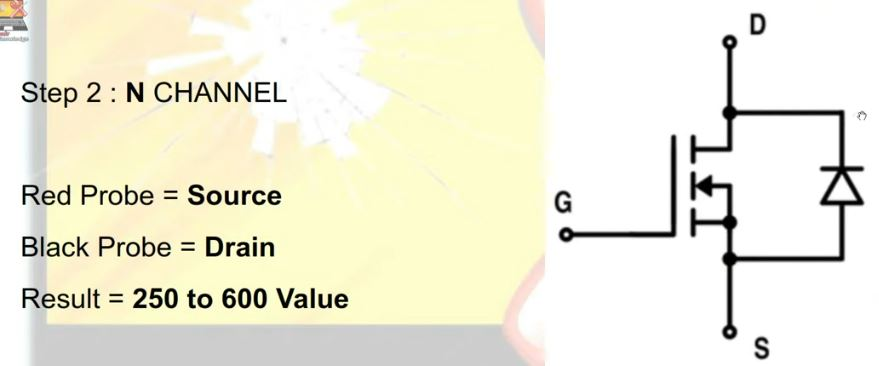 Step 2 : N CHANNEL
Red Probe = Source
Black Probe = Drain
Result = 250 to 600 Value
D
G
S